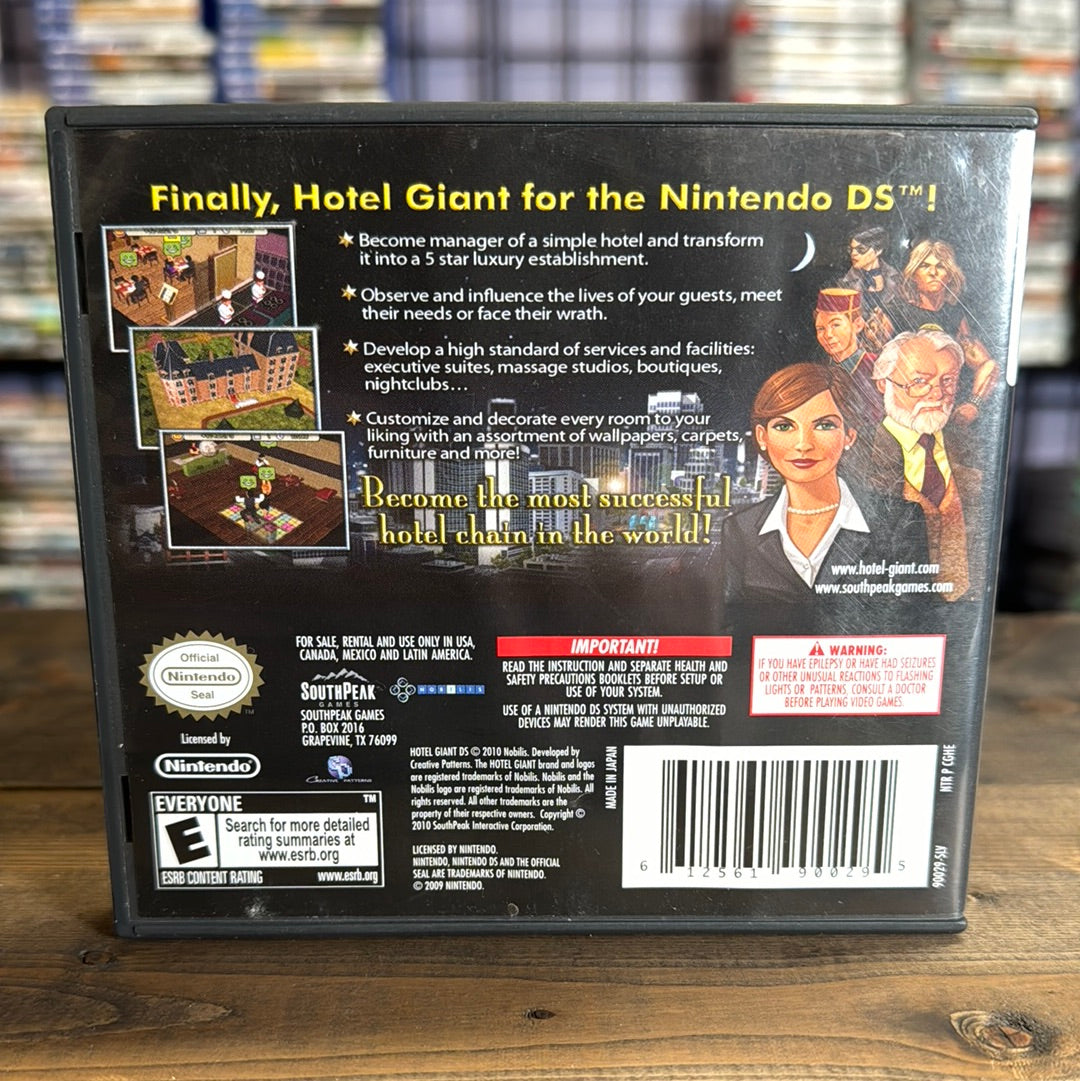 Finally, Hotel Giant for the Nintendo DS™!
Become manager of a simple hotel and transform
it into a 5 star luxury establishment.
Observe and influence the lives of your guests, meet
their needs or face their wrath.
Develop a high standard of services and facilities:
executive suites, massage studios, boutiques,
nightclubs...
Customize and decorate every room to your
liking with an assortment of wallpapers, carpets,
furniture and more!
Become the most successful
hotel chain in the world!
www.hotel-giant.com
www.southpeakgames.com
Official
Nintendo
Seal
TM
Licensed by
Nintendo
FOR SALE, RENTAL AND USE ONLY IN USA,
CANADA, MEXICO AND LATIN AMERICA.
SOUTHPEAK
GAMES
NOBILIS
SOUTHPEAK GAMES
P.O. BOX 2016
GRAPEVINE, TX 76099
CREATIVE PATTERNS
IMPORTANT!
READ THE INSTRUCTION AND SEPARATE HEALTH AND
SAFETY PRECAUTIONS BOOKLETS BEFORE SETUP OR
USE OF YOUR SYSTEM.
USE OF A NINTENDO DS SYSTEM WITH UNAUTHORIZED
DEVICES MAY RENDER THIS GAME UNPLAYABLE.
WARNING:
IF YOU HAVE EPILEPSY OR HAVE HAD SEIZURES
OR OTHER UNUSUAL REACTIONS TO FLASHING
LIGHTS OR PATTERNS, CONSULT A DOCTOR
BEFORE PLAYING VIDEO GAMES.
EVERYONE
TM
E
Search for more detailed
rating summaries at
www.esrb.org
ESRB CONTENT RATING
www.esrb.org
HOTEL GIANT DS © 2010 Nobilis. Developed by
Creative Patterns. The HOTEL GIANT brand and logos
are registered trademarks of Nobilis. Nobilis and the
Nobilis logo are registered trademarks of Nobilis. All
rights reserved. All other trademarks are the
property of their respective owners. Copyright ©
2010 SouthPeak Interactive Corporation.
LICENSED BY NINTENDO.
NINTENDO, NINTENDO DS AND THE OFFICIAL
SEAL ARE TRADEMARKS OF NINTENDO.
© 2009 NINTENDO.
MADE IN JAPAN
6 12561 90029 5
NTR P CGHE
90029-SLV